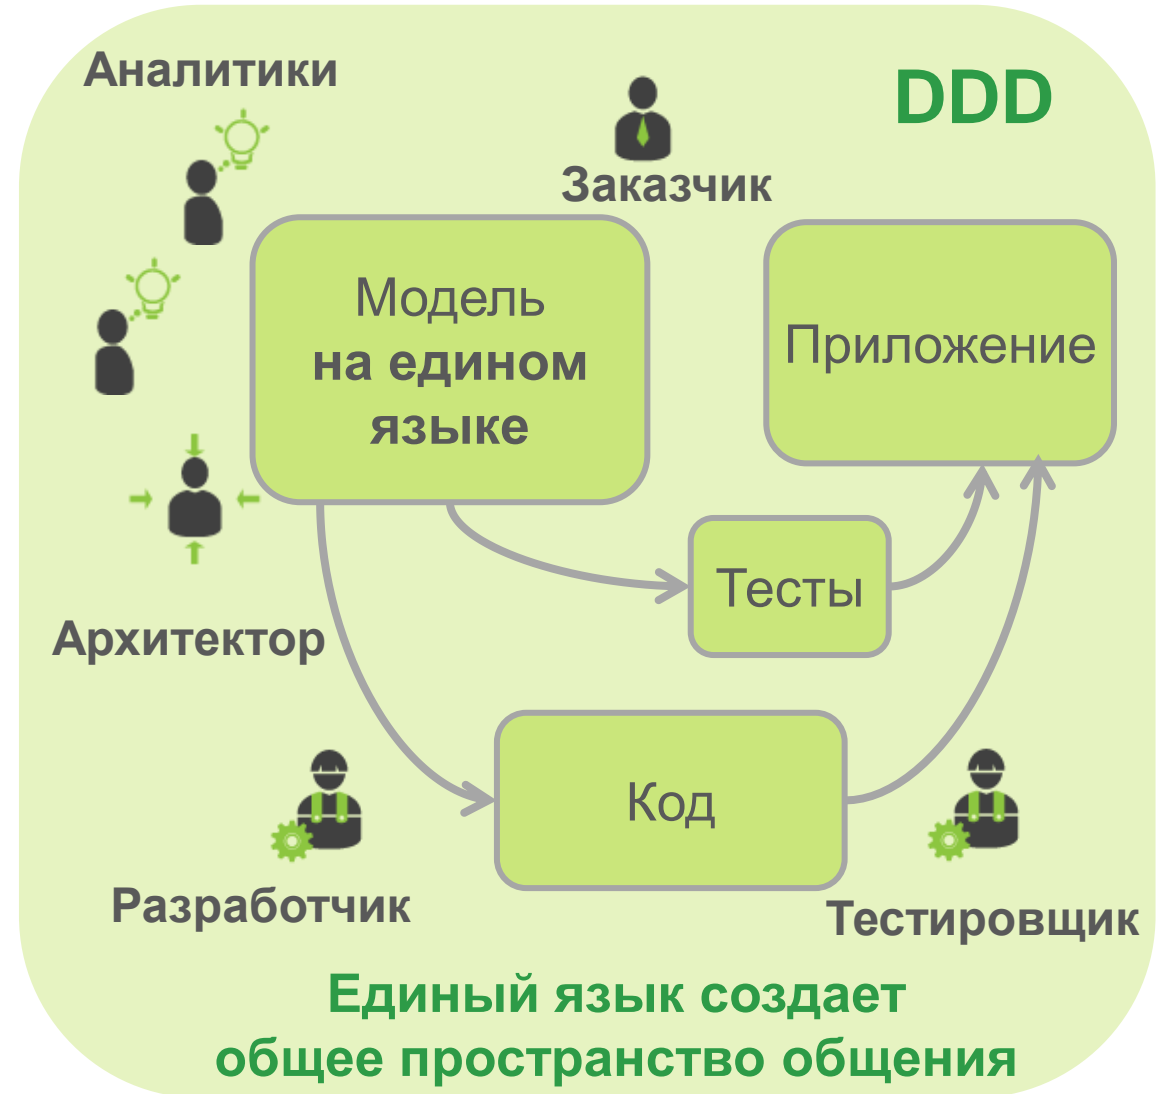 Аналитики
DDD
Заказчик
Модель
на едином
языке
Приложение
Тесты
Архитектор
Код
Разработчик
Тестировщик
Единый язык создает
общее пространство общения